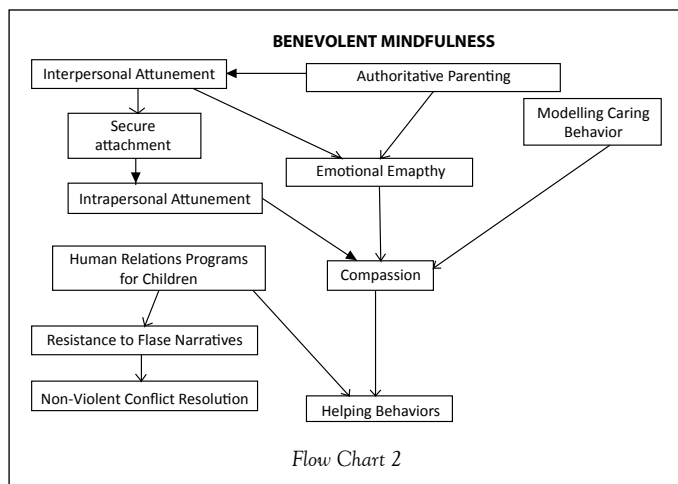 BENEVOLENT MINDFULNESS
Interpersonal Attunement
Authoritative Parenting
Modelling Caring
Behavior
Secure
attachment
Emotional Emapthy
Intrapersonal Attunement
Human Relations Programs
for Children
Compassion
Resistance to Flase Narratives
Non-Violent Conflict Resolution
Helping Behaviors
Flow Chart 2